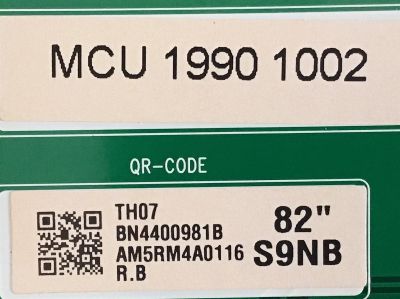 MCU 1990 1002
QR-CODE
TH07
BN4400981B
AM5RM4A0116
R.B
82"
S9NB